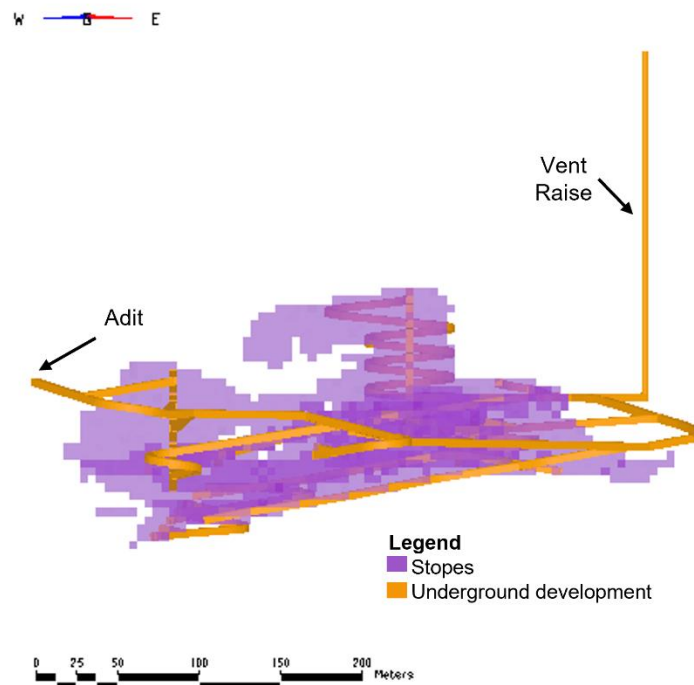 W E
Vent
Raise
Adit
Legend
Stopes
Underground development
0 25 50 100 150 200
Meters